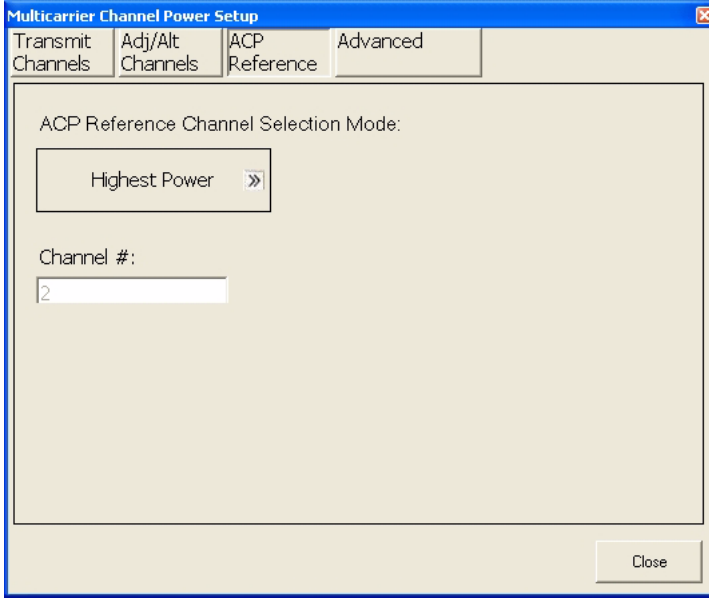 Multicarrier Channel Power Setup
Transmit Channels
Adj/Alt Channels
ACP Reference
Advanced
ACP Reference Channel Selection Mode:
Highest Power »
Channel #:
2
Close